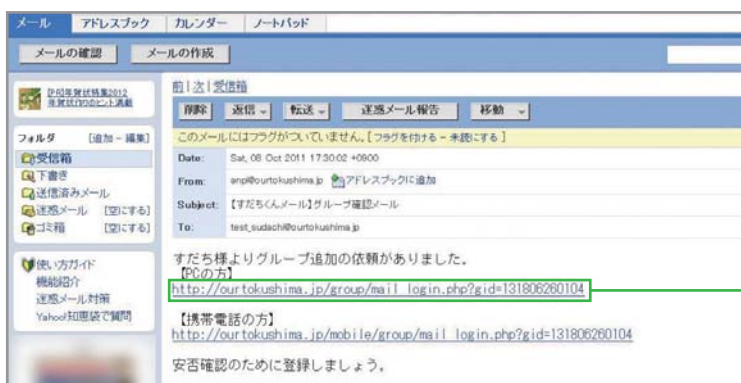 メール アドレスブック カレンダー ノートパッド
メールの確認 メールの作成
[PR]年賀状特集2012
年賀状作りのヒント満載
前 | 次 | 受信箱
削除 返信 転送 迷惑メール報告 移動
フォルダ [追加 - 編集]
このメールにはフラグがついていません。[ フラグを付ける - 未読にする ]
受信箱
下書き
送信済みメール
迷惑メール [空にする]
ゴミ箱 [空にする]
Date: Sat, 08 Oct 2011 17:30:02 +0900
From: anpi@ourtokushima.jp アドレスブックに追加
Subject: 【すだちくんメール】グループ確認メール
To: test_sudachi@ourtokushima.jp
使い方ガイド
機能紹介
迷惑メール対策
Yahoo!知恵袋で質問
すだち様よりグループ追加の依頼がありました。
【PCの方】
http://ourtokushima.jp/group/mail_login.php?gid=131806260104
【携帯電話の方】
http://ourtokushima.jp/mobile/group/mail_login.php?gid=131806260104
安否確認のために登録しましょう。